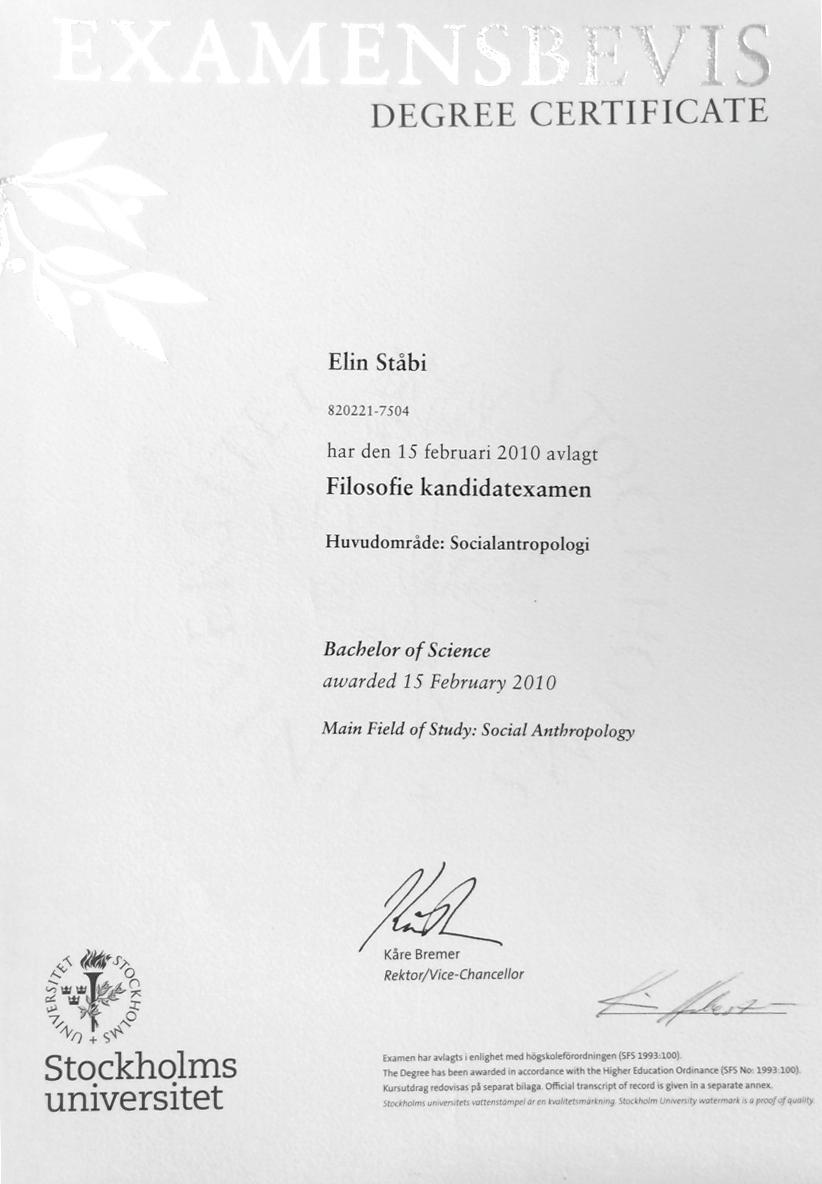 EXAMENSBEVIS
DEGREE CERTIFICATE
Elin Ståbi
820221-7504
har den 15 februari 2010 avlagt
Filosofie kandidatexamen
Huvudområde: Socialantropologi
Bachelor of Science
awarded 15 February 2010
Main Field of Study: Social Anthropology
Kåre Bremer
Rektor/Vice-Chancellor
UNIVERSITET STOCKHOLMS
Stockholms
universitet
Examen har avlagts i enlighet med högskoleförordningen (SFS 1993:100).
The Degree has been awarded in accordance with the Higher Education Ordinance (SFS No: 1993:100).
Kursutdrag redovisas på separat bilaga. Official transcript of record is given in a separate annex.
Stockholms universitets vattenstämpel är en kvalitetsmärkning. Stockholm University watermark is a proof of quality.